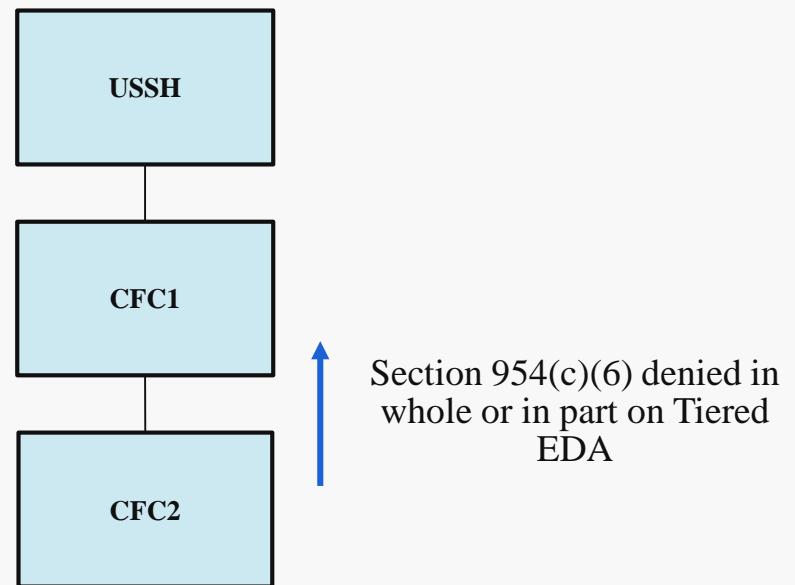 USSH
CFC1
Section 954(c)(6) denied in
whole or in part on Tiered
EDA
CFC2